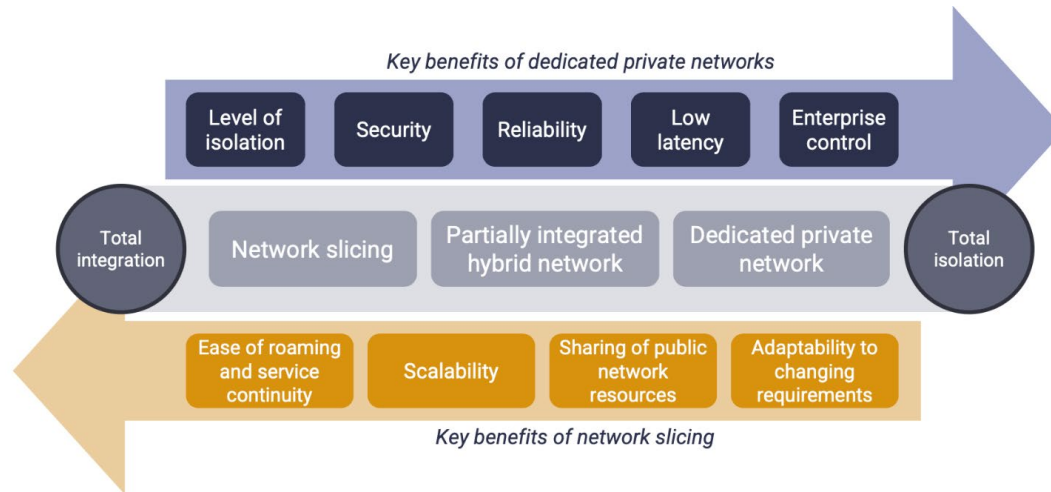 Key benefits of dedicated private networks
Level of
isolation
Security
Reliability
Low
latency
Enterprise
control
Total
integration
Network slicing
Partially integrated
hybrid network
Dedicated private
network
Total
isolation
Ease of roaming
and service
continuity
Scalability
Sharing of public
network
resources
Adaptability to
changing
requirements
Key benefits of network slicing